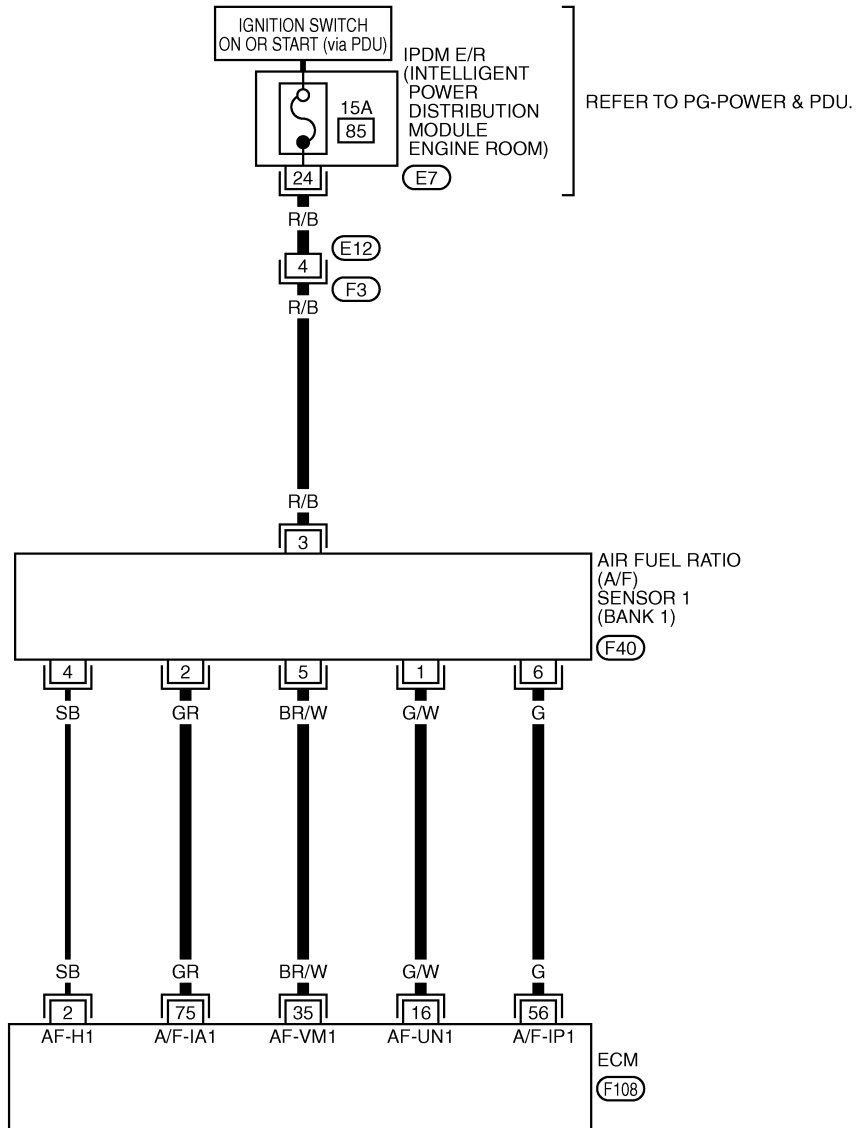 IGNITION SWITCH
ON OR START (via PDU)
IPDM E/R
(INTELLIGENT
POWER
DISTRIBUTION
MODULE
ENGINE ROOM)
REFER TO PG-POWER & PDU.
15A
85
24
E7
R/B
E12
4
F3
R/B
R/B
3
AIR FUEL RATIO
(A/F)
SENSOR 1
(BANK 1)
F40
4 2 5 1 6
SB GR BR/W G/W G
SB GR BR/W G/W G
2 75 35 16 56
AF-H1 A/F-IA1 AF-VM1 AF-UN1 A/F-IP1
ECM
F108